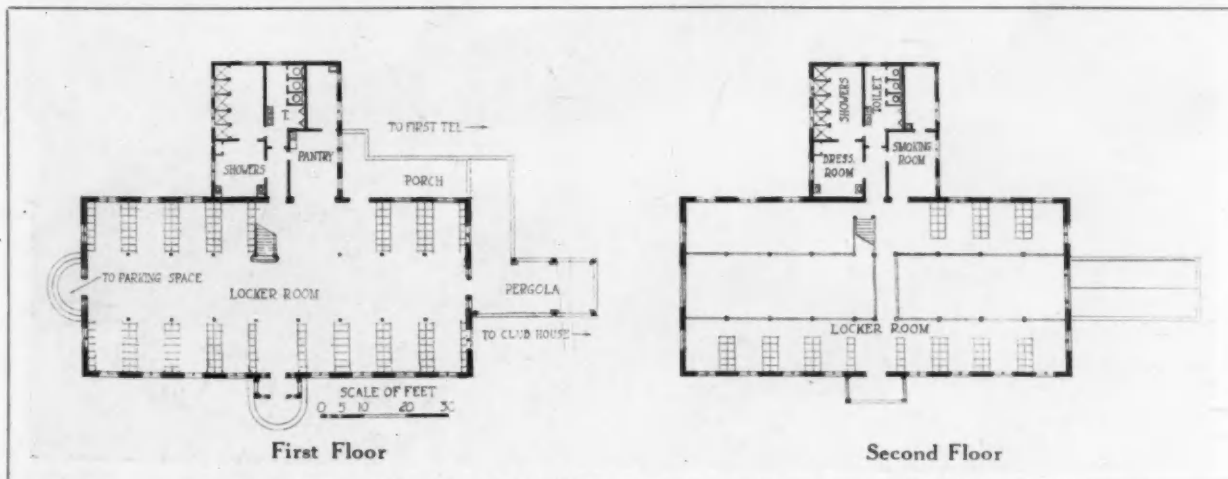 TO FIRST TEE
T.
PANTRY
SHOWERS
PORCH
TO PARKING SPACE
LOCKER ROOM
PERGOLA
TO CLUB HOUSE
SCALE OF FEET
0 5 10 20 30
First Floor
SHOWERS
TOILET
DRESS. ROOM
SMOKING ROOM
LOCKER ROOM
Second Floor